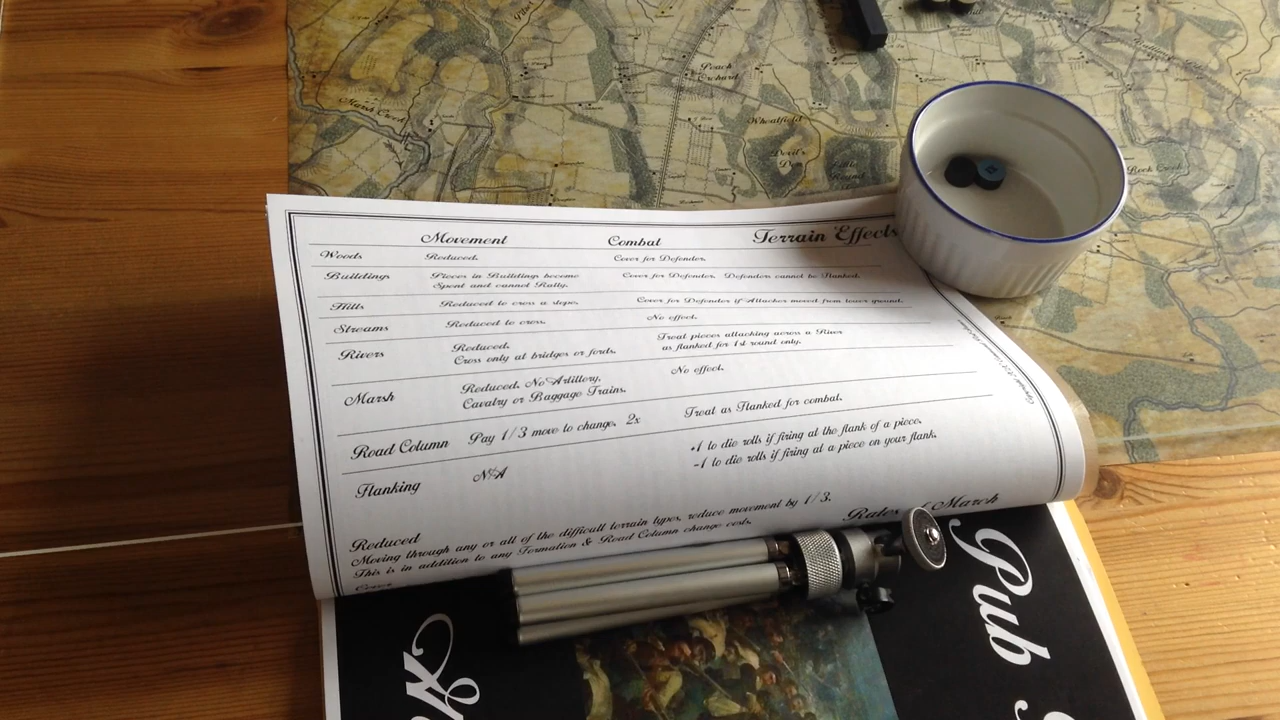 Peach
Orchard
Marsh Creek
Wheatfield
Devil's
Den
Little
Round
Rock Creek
Movement Combat Terrain Effects
Woods Reduced. Cover for Defender.
Buildings Pieces in Buildings become Cover for Defender. Defenders cannot be Flanked.
Spent and cannot Rally.
Hills Reduced to cross a slope. Cover for Defender if Attacker moved from lower ground.
Streams Reduced to cross. No effect.
Rivers Reduced. Treat pieces attacking across a River
Cross only at bridges or fords. as flanked for 1st round only.
Marsh Reduced. No Artillery, No effect.
Cavalry or Baggage Trains.
Road Column Pay 1/3 move to change. 2x Treat as Flanked for combat.
Flanking N/A +1 to die rolls if firing at the flank of a piece.
-1 to die rolls if firing at a piece on your flank.
Reduced
Moving through any or all of the difficult terrain types, reduce movement by 1/3.
This is in addition to any Formation & Road Column change costs.
Rates of March
Cover
Pub